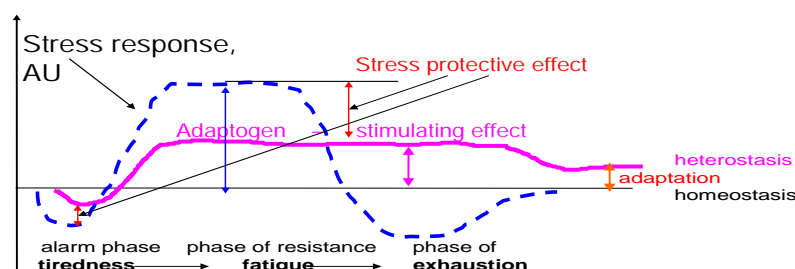 Stress response,
AU
Stress protective effect
Adaptogen – stimulating effect
heterostasis
adaptation
homeostasis
alarm phase phase of resistance phase of
tiredness fatigue exhaustion